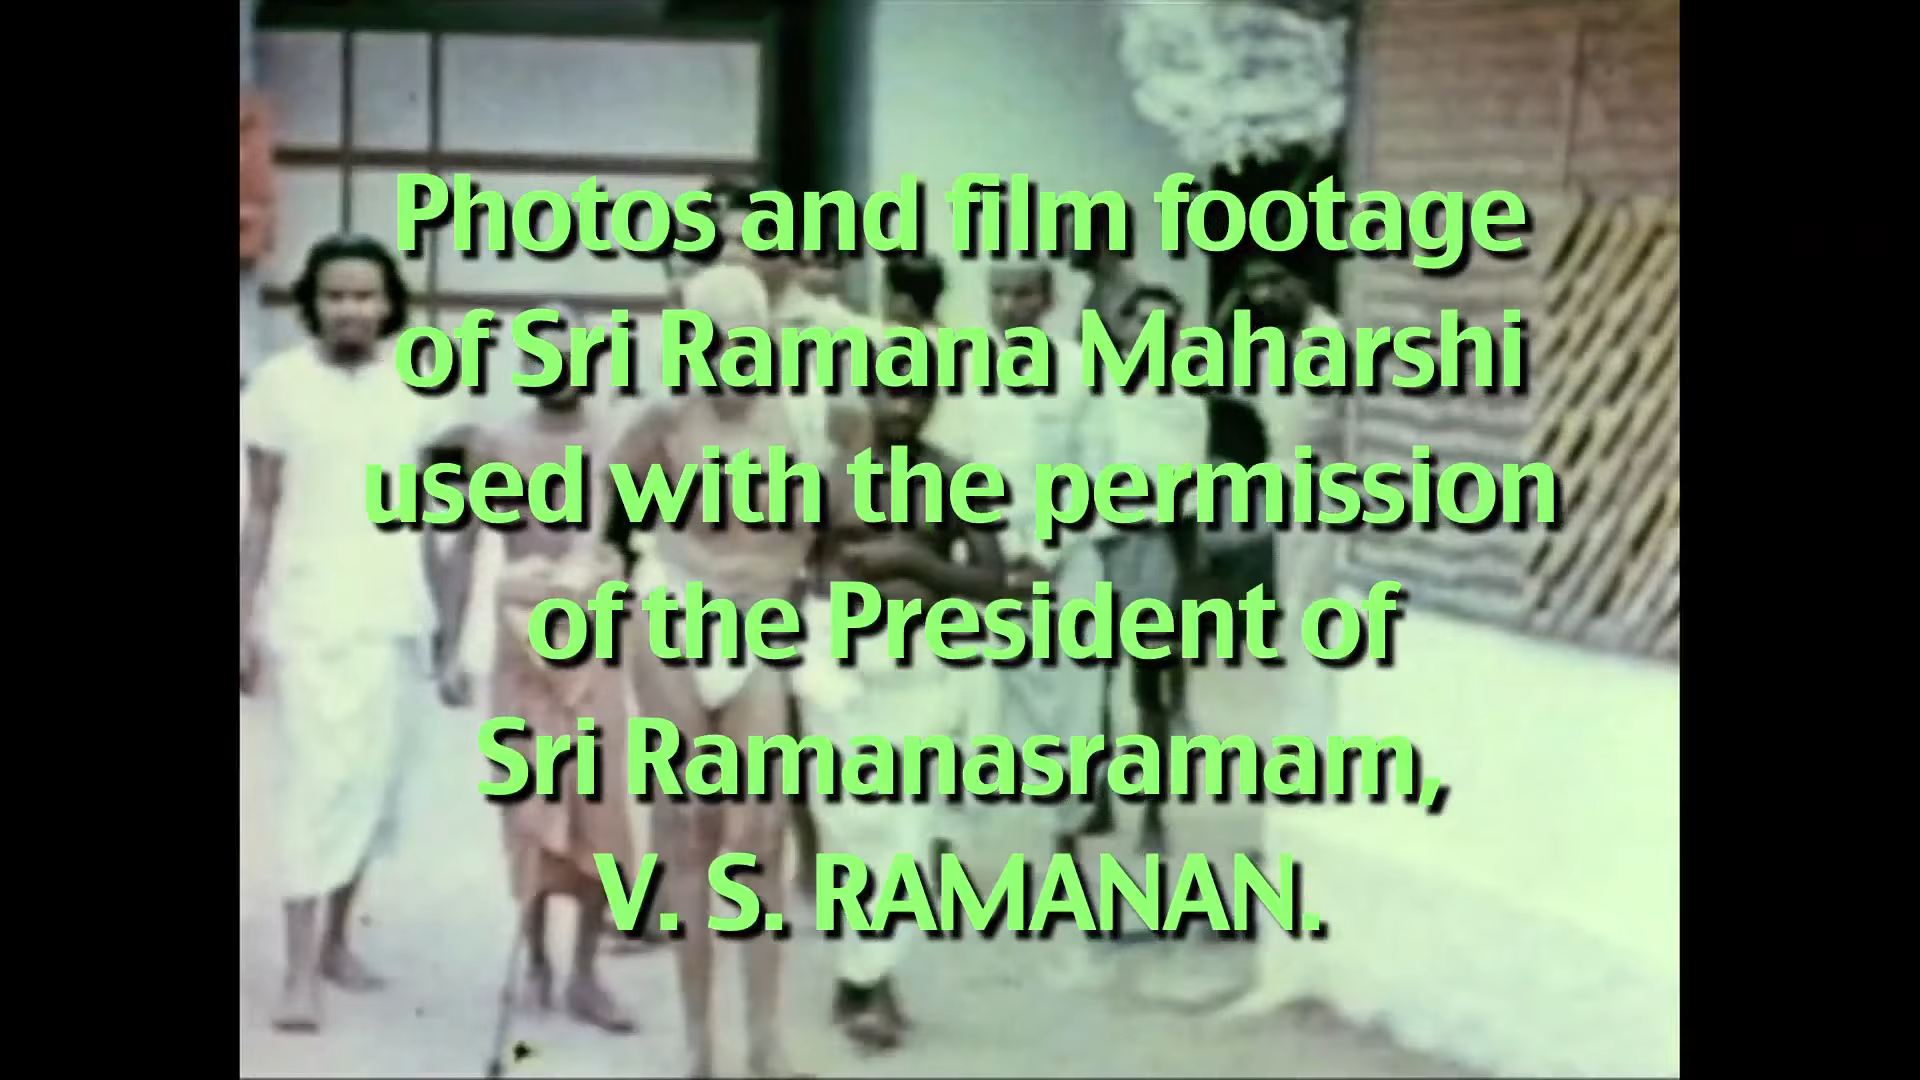 Photos and film footage
of Sri Ramana Maharshi
used with the permission
of the President of
Sri Ramanasramam,
V. S. RAMANAN.